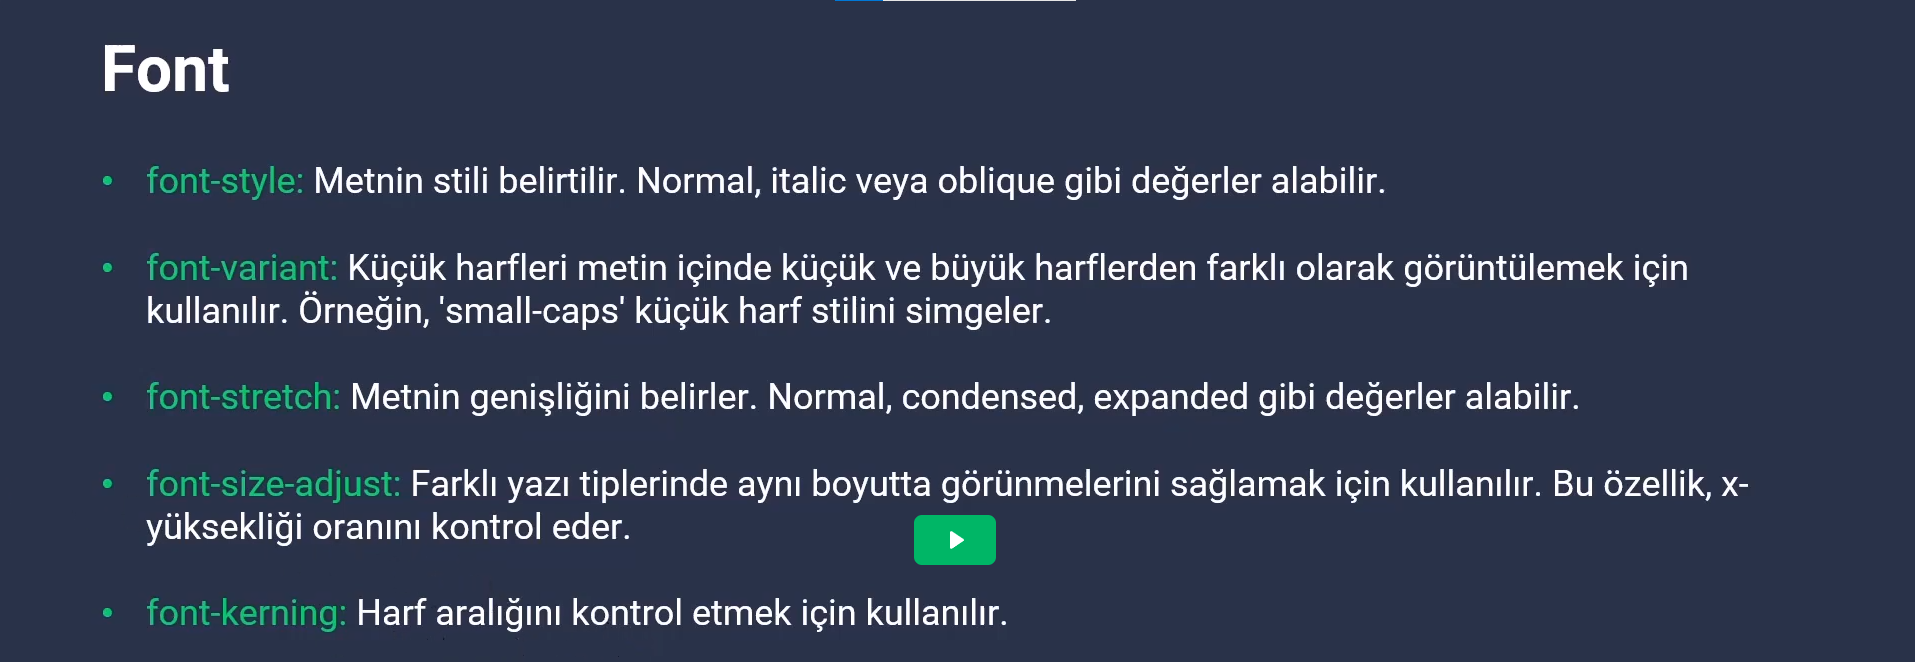 Font
• font-style: Metnin stili belirtilir. Normal, italic veya oblique gibi değerler alabilir.
• font-variant: Küçük harfleri metin içinde küçük ve büyük harflerden farklı olarak görüntülemek için
kullanılır. Örneğin, 'small-caps' küçük harf stilini simgeler.
• font-stretch: Metnin genişliğini belirler. Normal, condensed, expanded gibi değerler alabilir.
• font-size-adjust: Farklı yazı tiplerinde aynı boyutta görünmelerini sağlamak için kullanılır. Bu özellik, x-
yüksekliği oranını kontrol eder.
• font-kerning: Harf aralığını kontrol etmek için kullanılır.